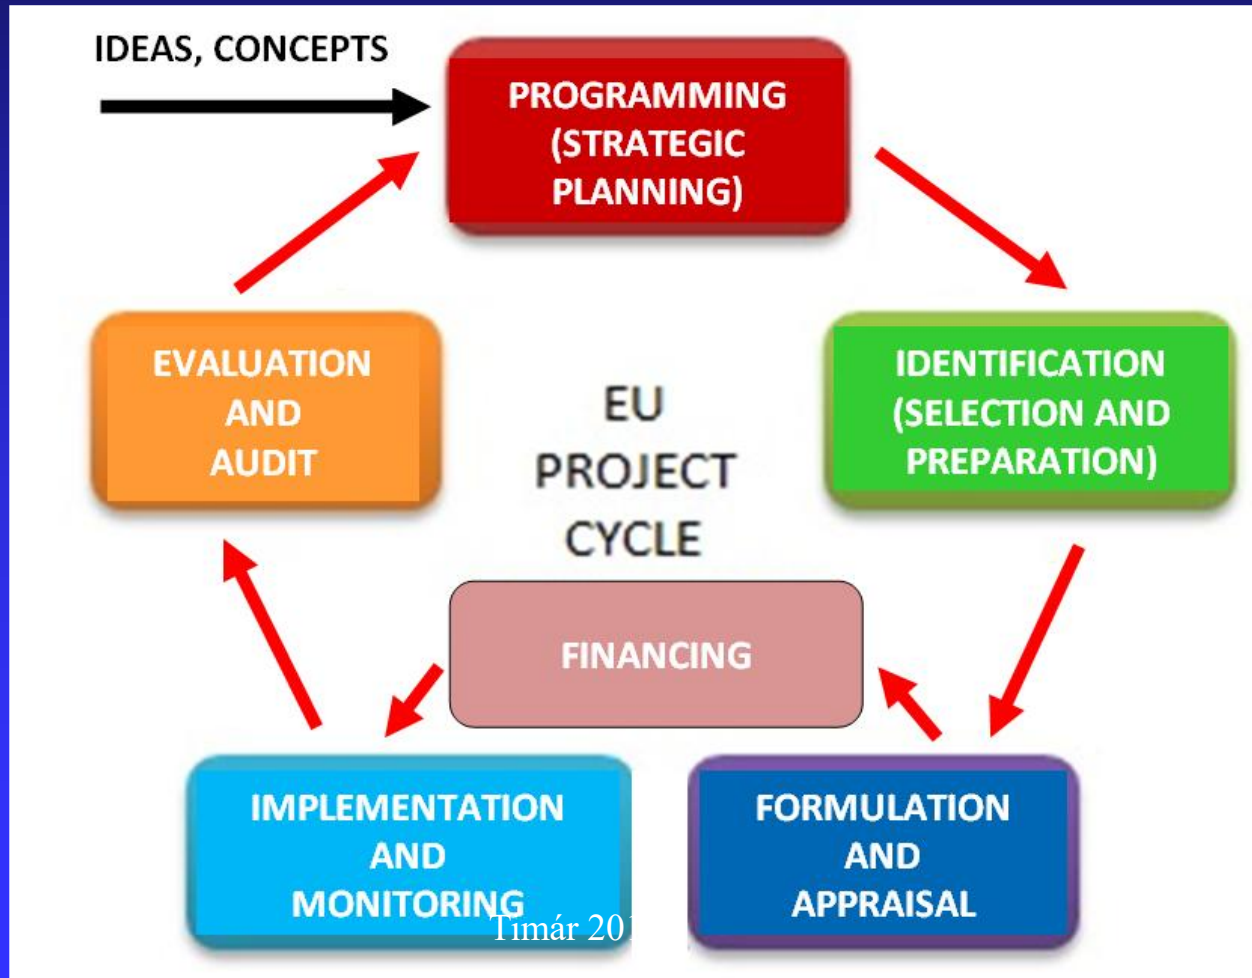 IDEAS, CONCEPTS
PROGRAMMING
(STRATEGIC
PLANNING)
IDENTIFICATION
(SELECTION AND
PREPARATION)
EVALUATION
AND
AUDIT
EU
PROJECT
CYCLE
FINANCING
IMPLEMENTATION
AND
MONITORING
FORMULATION
AND
APPRAISAL
Timár